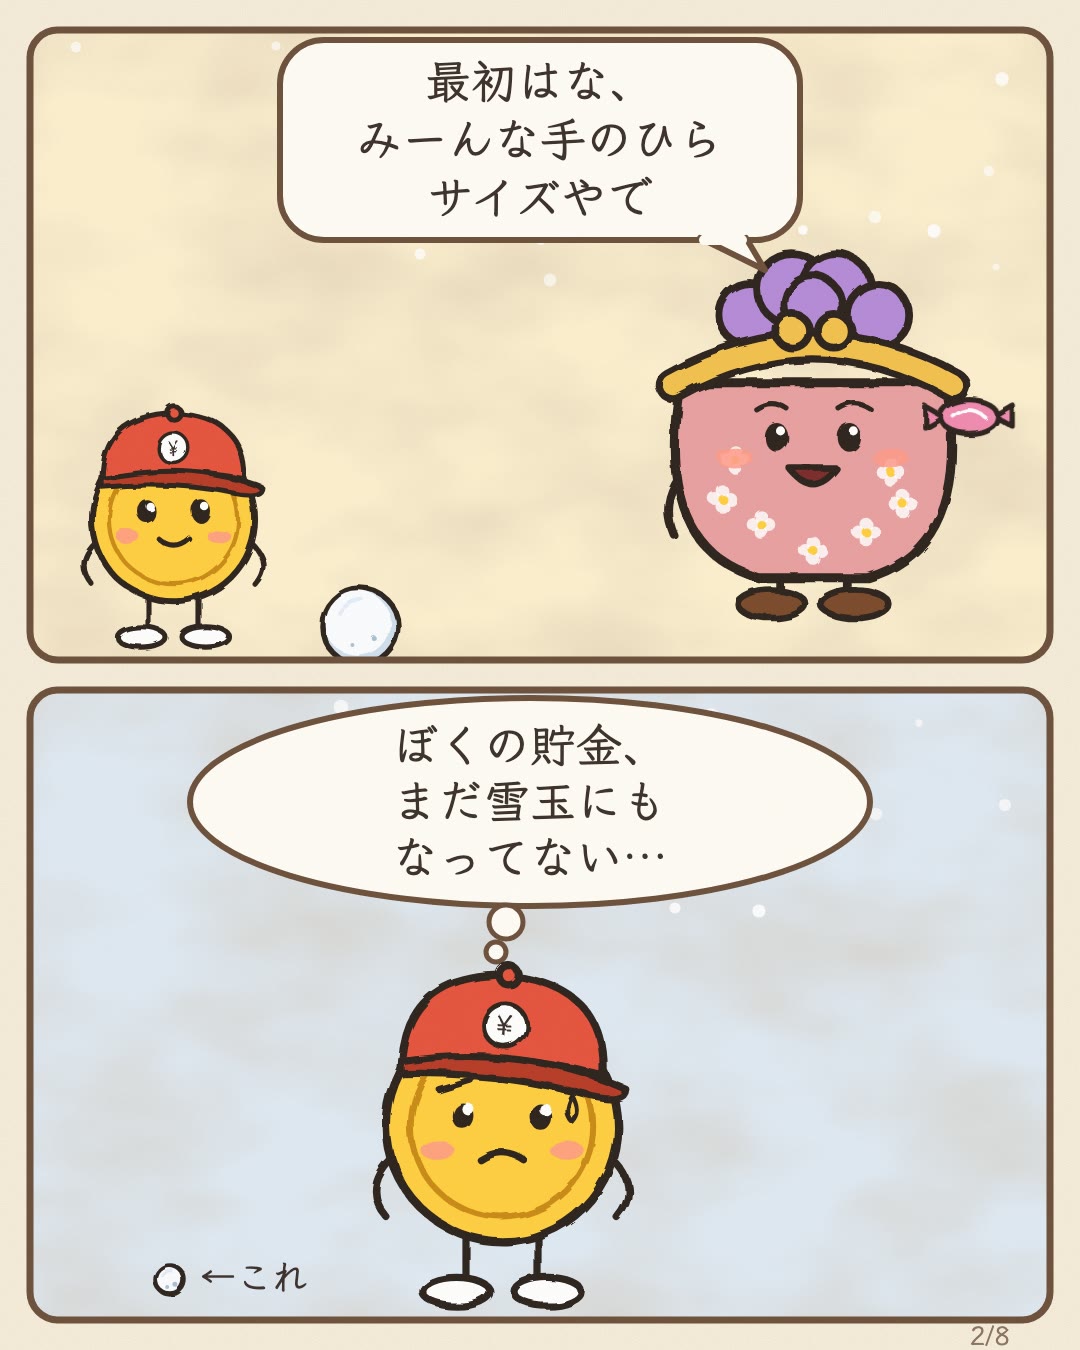 最初はな、
みーんな手のひら
サイズやで
¥
ぼくの貯金、
まだ雪玉にも
なってない…
¥
←これ
2/8